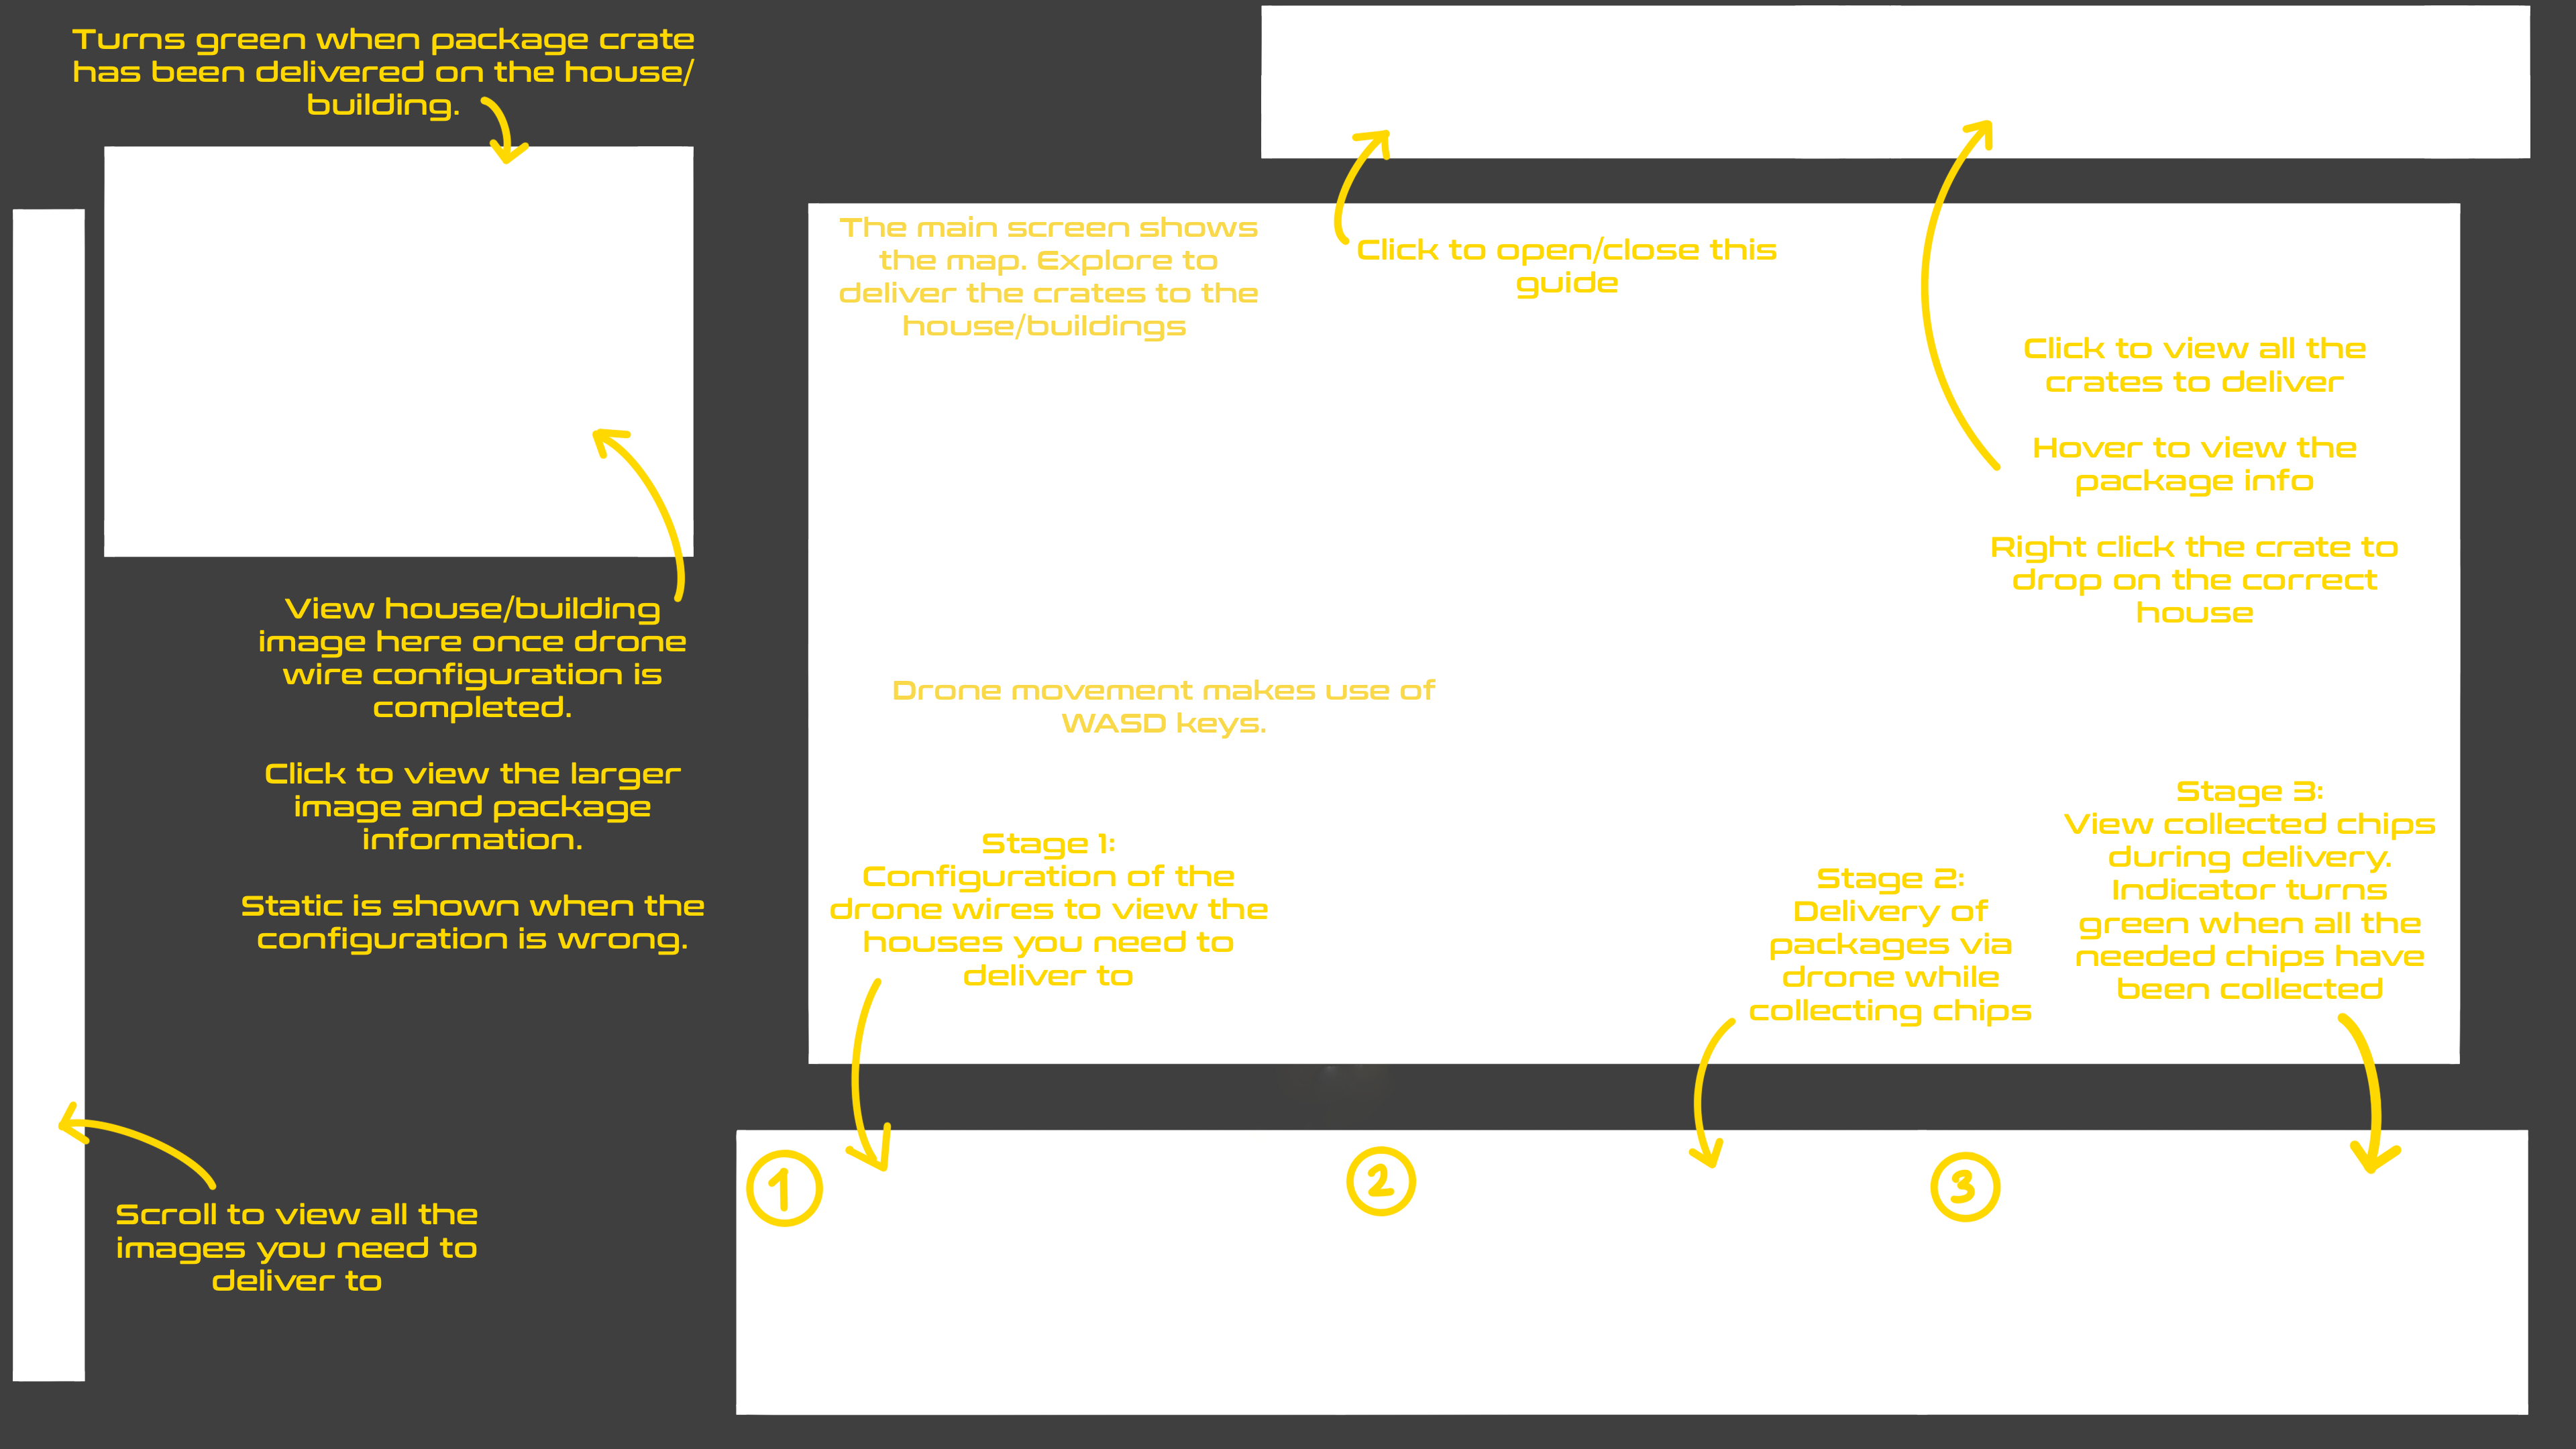 Turns green when package crate
has been delivered on the house/
building.
The main screen shows
the map. Explore to
deliver the crates to the
house/buildings
Click to open/close this
guide
Click to view all the
crates to deliver
Hover to view the
package info
Right click the crate to
drop on the correct
house
View house/building
image here once drone
wire configuration is
completed.
Click to view the larger
image and package
information.
Static is shown when the
configuration is wrong.
Drone movement makes use of
WASD keys.
Stage 1:
Configuration of the
drone wires to view the
houses you need to
deliver to
Stage 2:
Delivery of
packages via
drone while
collecting chips
Stage 3:
View collected chips
during delivery.
Indicator turns
green when all the
needed chips have
been collected
1
2
3
Scroll to view all the
images you need to
deliver to